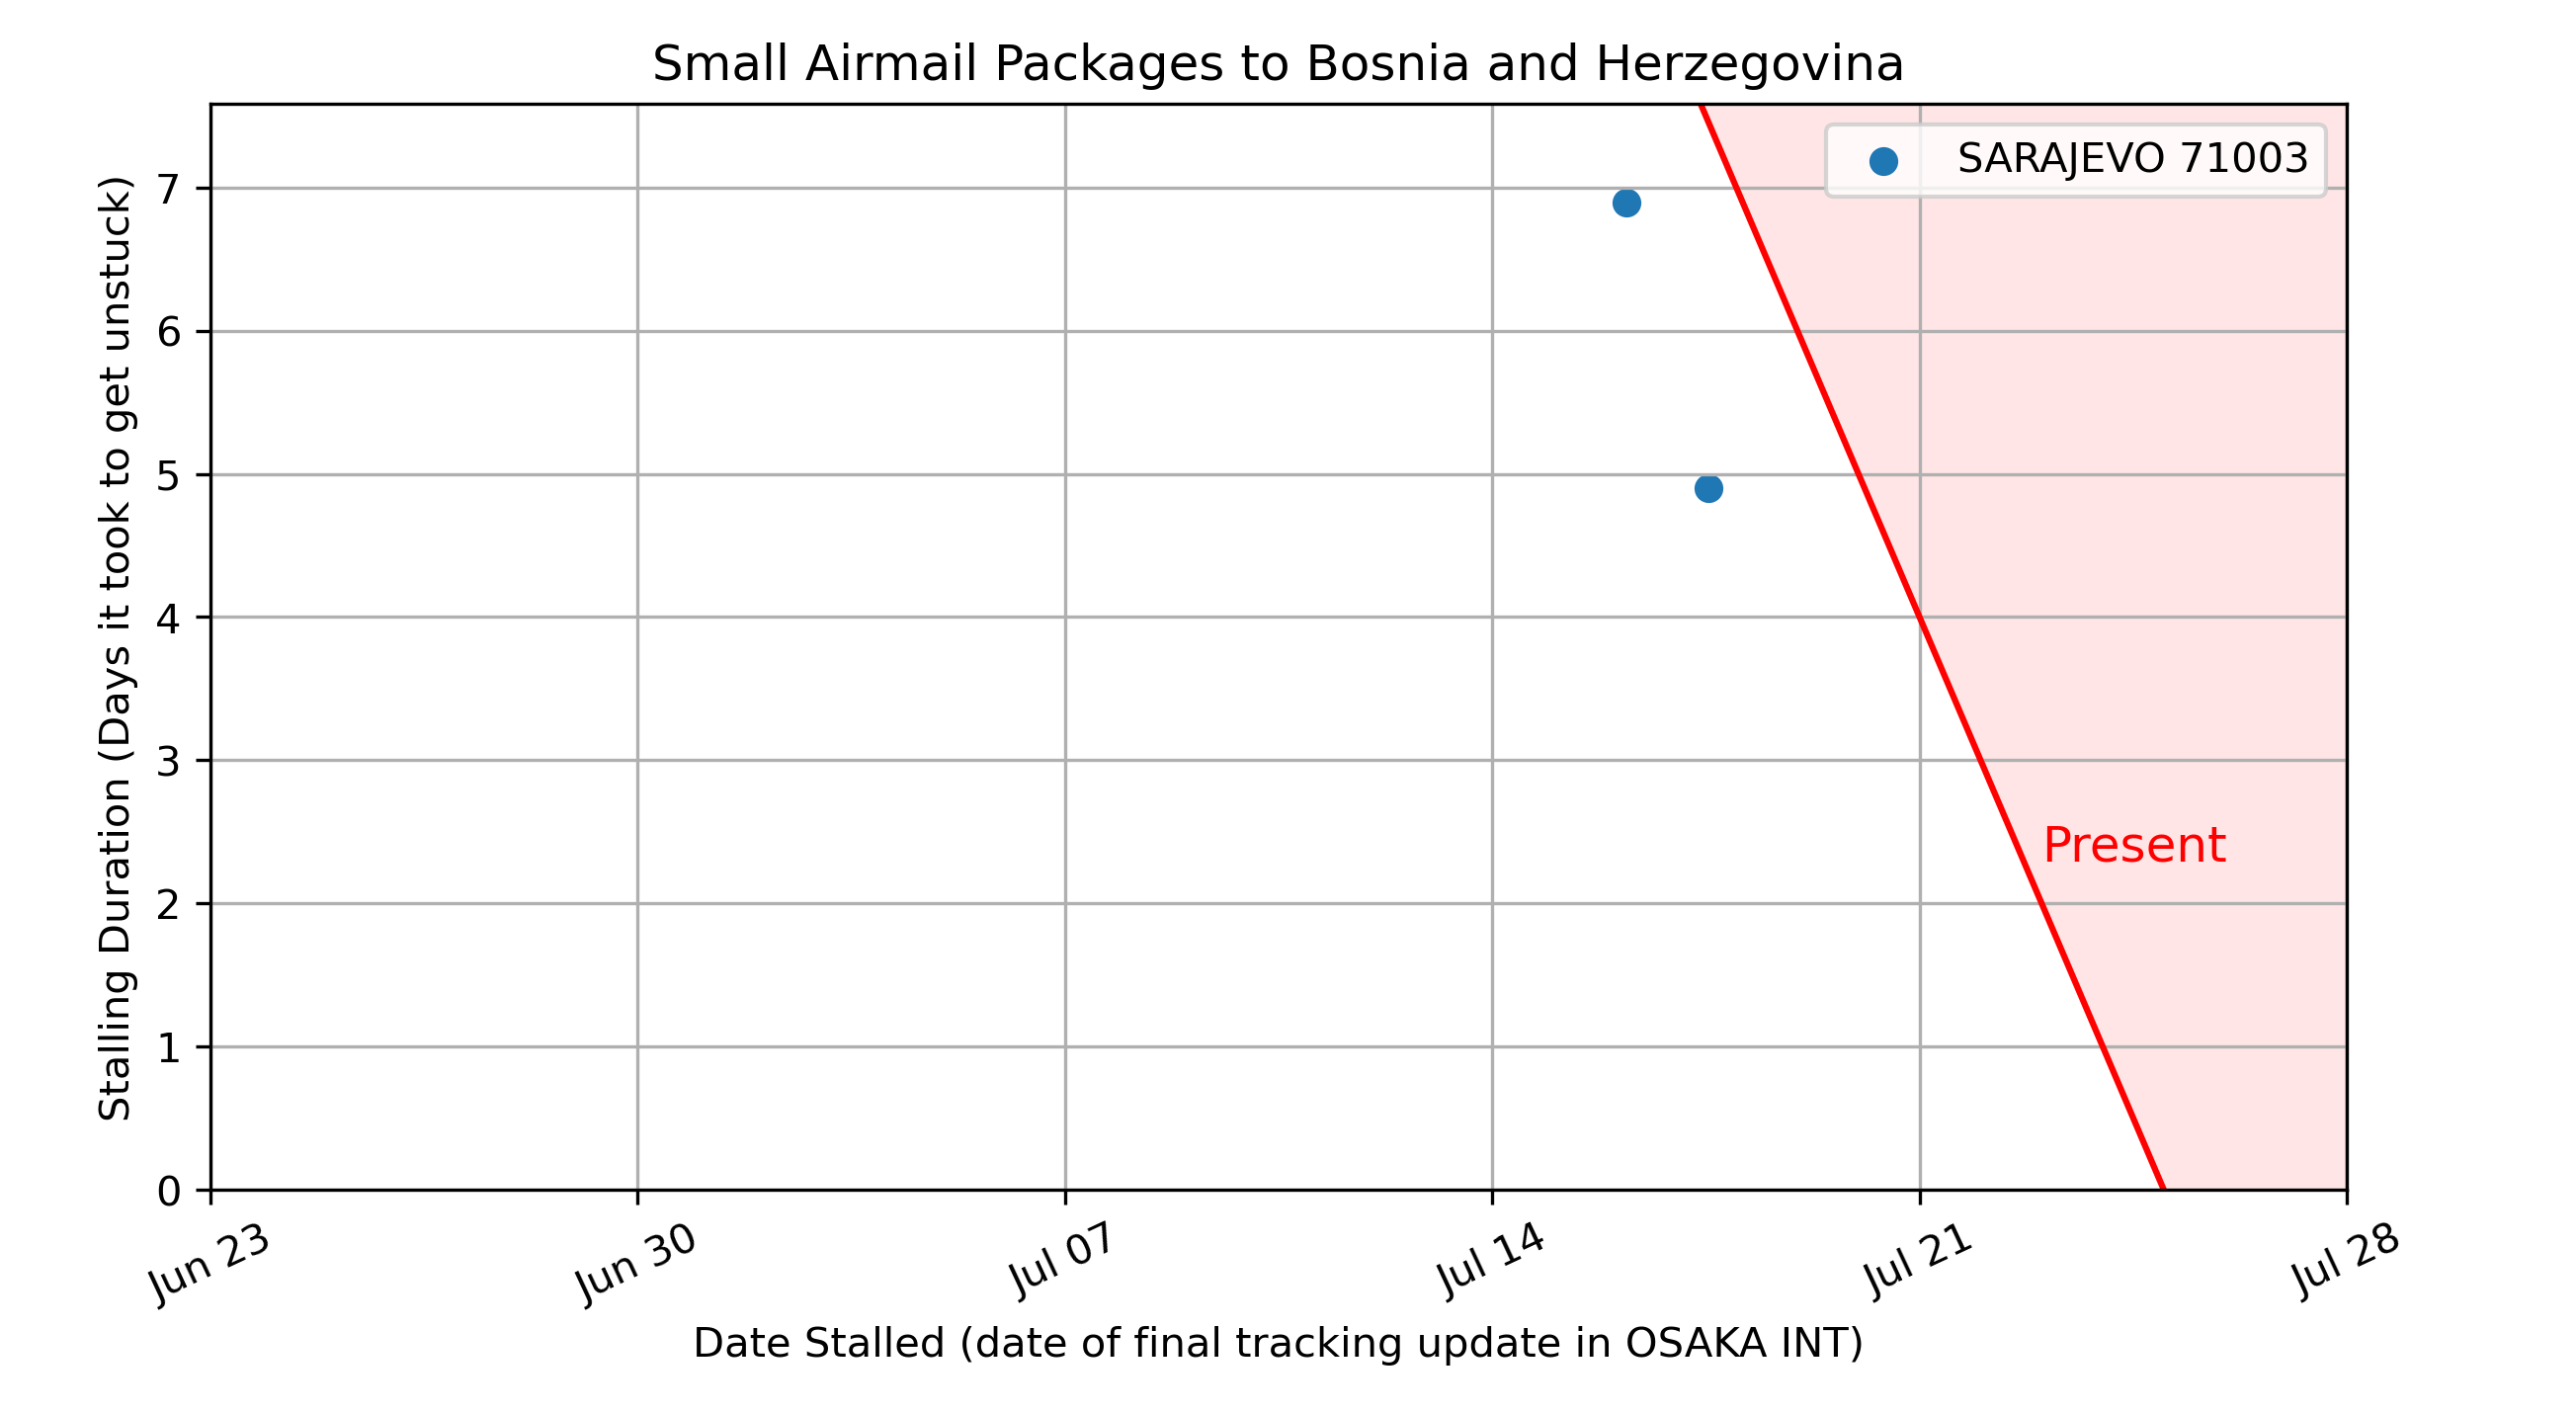 Small Airmail Packages to Bosnia and Herzegovina
SARAJEVO 71003
Stalling Duration (Days it took to get unstuck)
7
6
5
4
3
2
1
0
Present
Jun 23
Jun 30
Jul 07
Jul 14
Jul 21
Jul 28
Date Stalled (date of final tracking update in OSAKA INT)